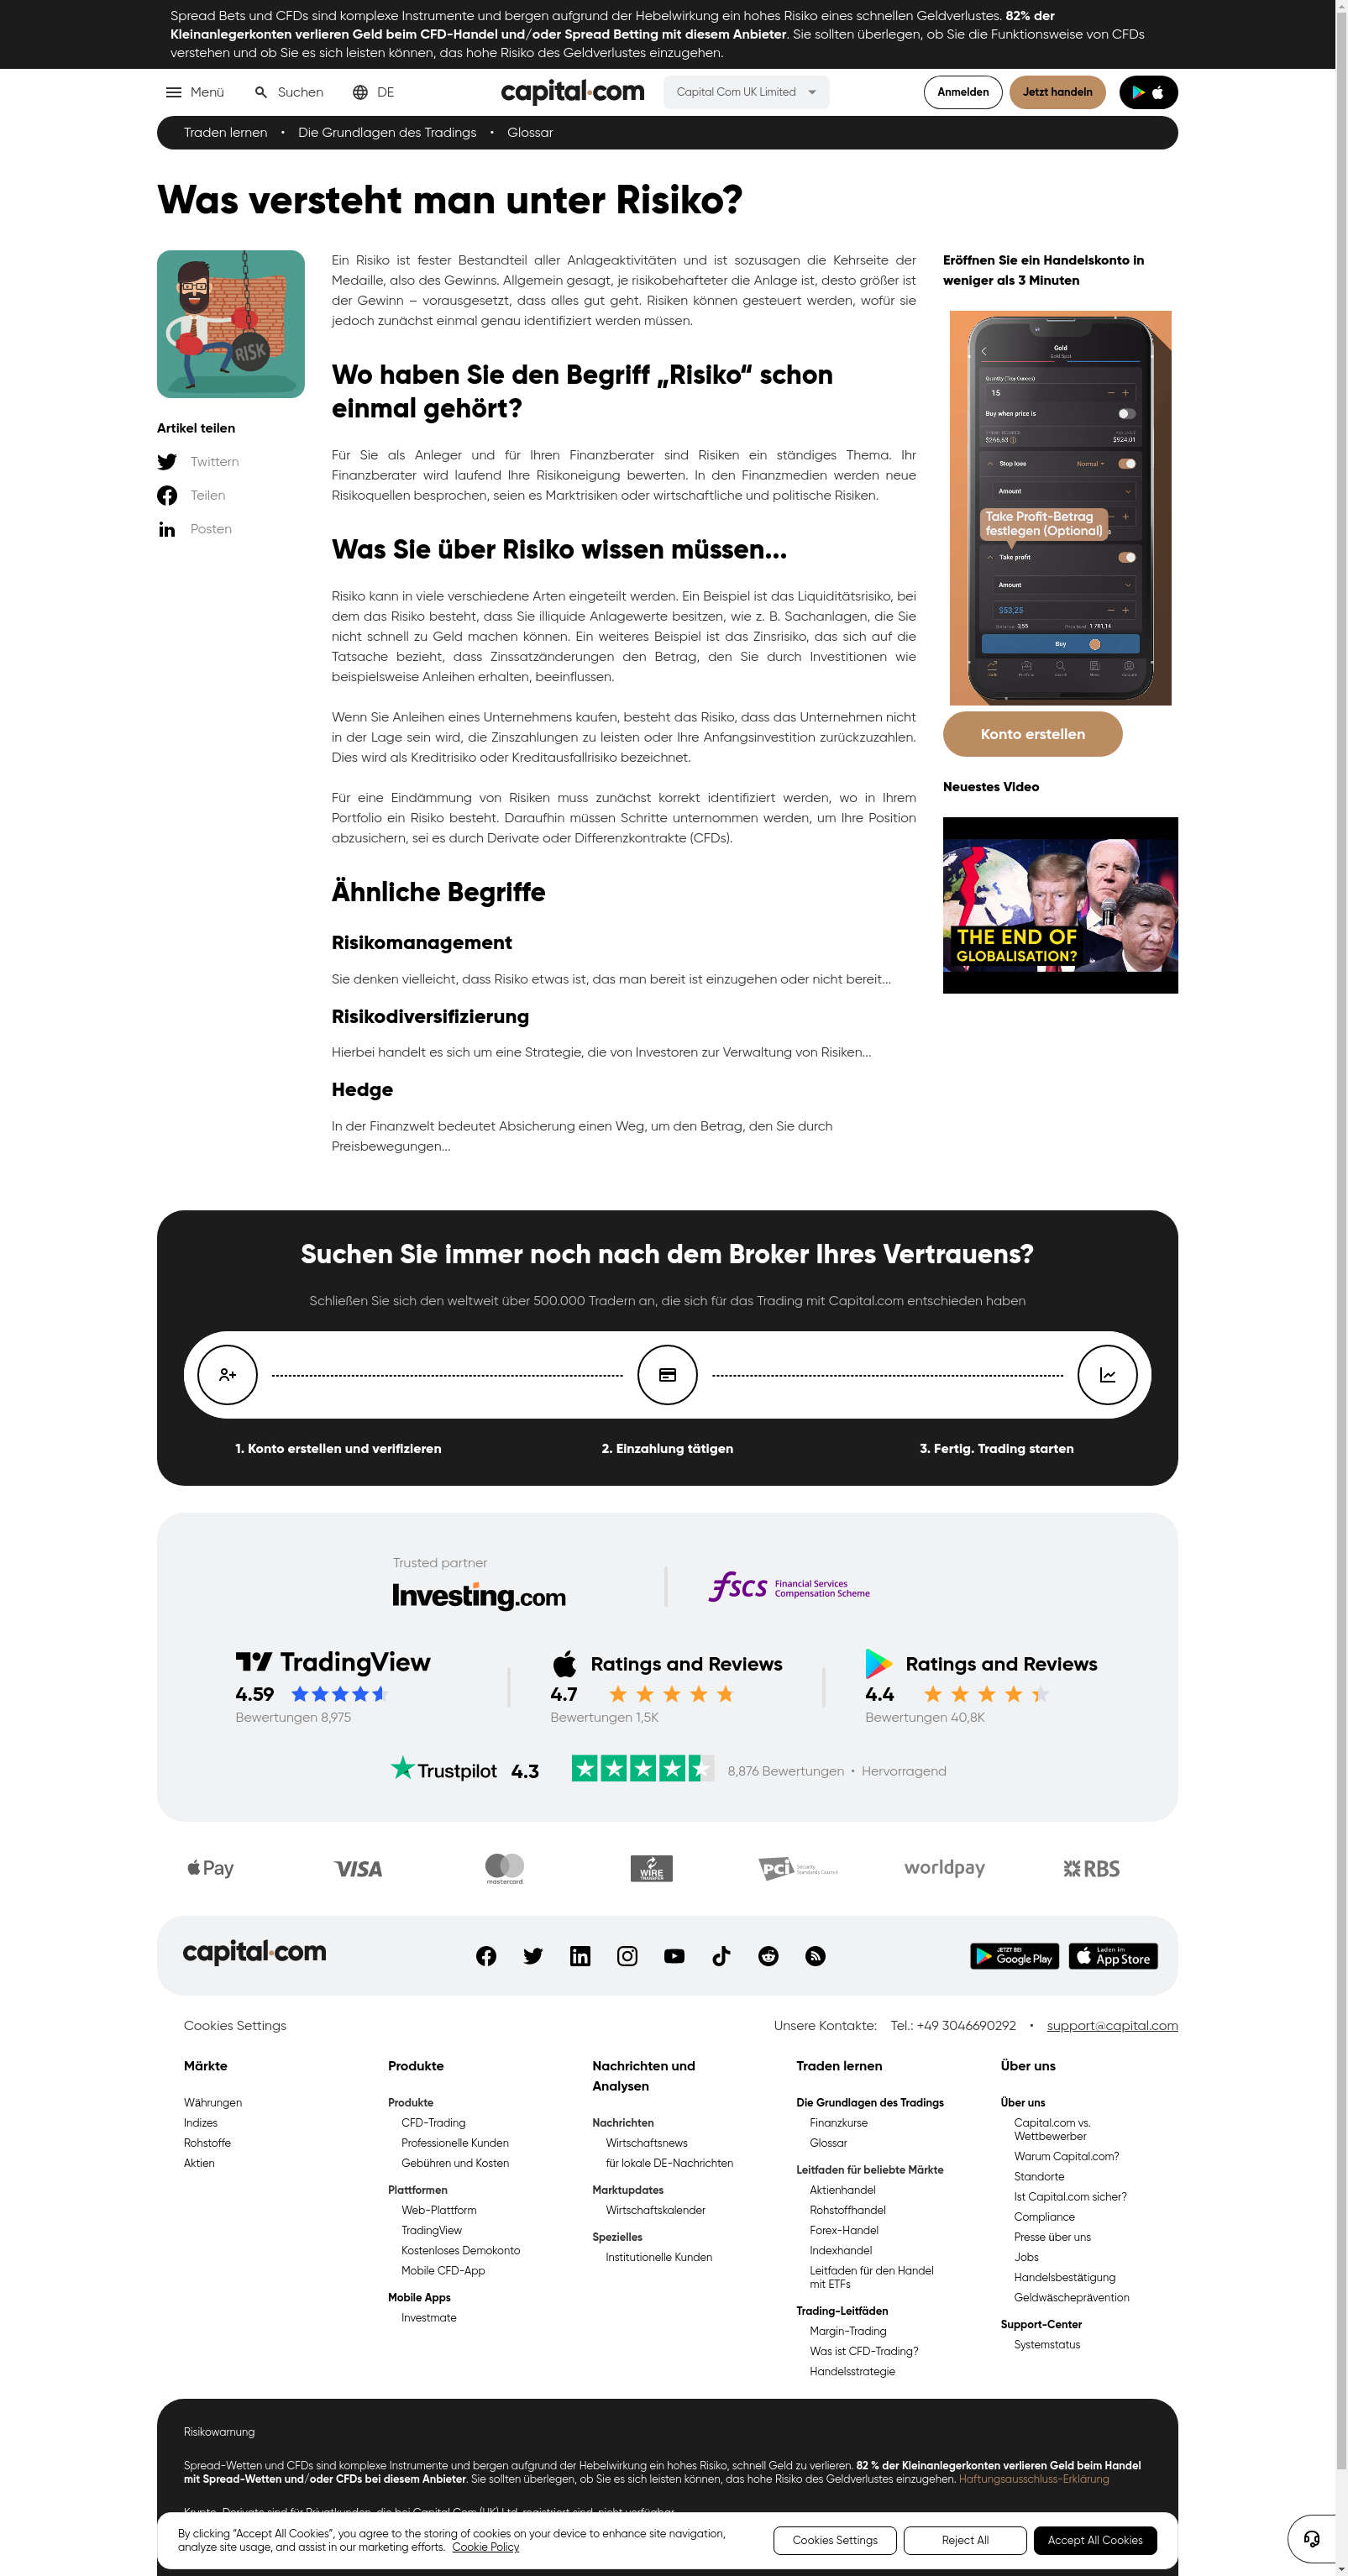 Spread Bets und CFDs sind komplexe Instrumente und bergen aufgrund der Hebelwirkung ein hohes Risiko eines schnellen Geldverlustes. 82% der
Kleinanlegerkonten verlieren Geld beim CFD-Handel und/oder Spread Betting mit diesem Anbieter. Sie sollten überlegen, ob Sie die Funktionsweise von CFDs
verstehen und ob Sie es sich leisten können, das hohe Risiko des Geldverlustes einzugehen.
Menü Suchen DE capital.com Capital Com UK Limited Anmelden Jetzt handeln
Traden lernen • Die Grundlagen des Tradings • Glossar
Was versteht man unter Risiko?
RISK
Artikel teilen
Twittern
Teilen
Posten
Ein Risiko ist fester Bestandteil aller Anlageaktivitäten und ist sozusagen die Kehrseite der
Medaille, also des Gewinns. Allgemein gesagt, je risikobehafteter die Anlage ist, desto größer ist
der Gewinn – vorausgesetzt, dass alles gut geht. Risiken können gesteuert werden, wofür sie
jedoch zunächst einmal genau identifiziert werden müssen.
Wo haben Sie den Begriff „Risiko“ schon
einmal gehört?
Für Sie als Anleger und für Ihren Finanzberater sind Risiken ein ständiges Thema. Ihr
Finanzberater wird laufend Ihre Risikoneigung bewerten. In den Finanzmedien werden neue
Risikoquellen besprochen, seien es Marktrisiken oder wirtschaftliche und politische Risiken.
Was Sie über Risiko wissen müssen...
Risiko kann in viele verschiedene Arten eingeteilt werden. Ein Beispiel ist das Liquiditätsrisiko, bei
dem das Risiko besteht, dass Sie illiquide Anlagewerte besitzen, wie z. B. Sachanlagen, die Sie
nicht schnell zu Geld machen können. Ein weiteres Beispiel ist das Zinsrisiko, das sich auf die
Tatsache bezieht, dass Zinssatzänderungen den Betrag, den Sie durch Investitionen wie
beispielsweise Anleihen erhalten, beeinflussen.
Wenn Sie Anleihen eines Unternehmens kaufen, besteht das Risiko, dass das Unternehmen nicht
in der Lage sein wird, die Zinszahlungen zu leisten oder Ihre Anfangsinvestition zurückzuzahlen.
Dies wird als Kreditrisiko oder Kreditausfallrisiko bezeichnet.
Für eine Eindämmung von Risiken muss zunächst korrekt identifiziert werden, wo in Ihrem
Portfolio ein Risiko besteht. Daraufhin müssen Schritte unternommen werden, um Ihre Position
abzusichern, sei es durch Derivate oder Differenzkontrakte (CFDs).
Ähnliche Begriffe
Risikomanagement
Sie denken vielleicht, dass Risiko etwas ist, das man bereit ist einzugehen oder nicht bereit...
Risikodiversifizierung
Hierbei handelt es sich um eine Strategie, die von Investoren zur Verwaltung von Risiken...
Hedge
In der Finanzwelt bedeutet Absicherung einen Weg, um den Betrag, den Sie durch
Preisbewegungen...
Eröffnen Sie ein Handelskonto in
weniger als 3 Minuten
Gold
Gold Spot
Quantity (Troy Ounces)
15
Buy when price is
$266,63 $924,01
Stop loss Normal
Amount
Take Profit-Betrag
festlegen (Optional)
Take profit
Amount
$53,25
3,55 1 781,14
Buy
Konto erstellen
Neuestes Video
THE END OF
GLOBALISATION?
Suchen Sie immer noch nach dem Broker Ihres Vertrauens?
Schließen Sie sich den weltweit über 500.000 Tradern an, die sich für das Trading mit Capital.com entschieden haben
1. Konto erstellen und verifizieren 2. Einzahlung tätigen 3. Fertig. Trading starten
Trusted partner
Investing.com
fscs Financial Services
Compensation Scheme
TradingView
4.59
Bewertungen 8,975
Ratings and Reviews
4.7
Bewertungen 1,5K
Ratings and Reviews
4.4
Bewertungen 40,8K
Trustpilot 4.3 8,876 Bewertungen • Hervorragend
Pay VISA mastercard WIRE TRANSFER PCI Security Standards Council worldpay RBS
capital.com
JETZT BEI Google Play
Laden im App Store
Cookies Settings Unsere Kontakte: Tel.: +49 3046690292 • support@capital.com
Märkte
Währungen
Indizes
Rohstoffe
Aktien
Produkte
Produkte
CFD-Trading
Professionelle Kunden
Gebühren und Kosten
Plattformen
Web-Plattform
TradingView
Kostenloses Demokonto
Mobile CFD-App
Mobile Apps
Investmate
Nachrichten und
Analysen
Nachrichten
Wirtschaftsnews
für lokale DE-Nachrichten
Marktupdates
Wirtschaftskalender
Spezielles
Institutionelle Kunden
Traden lernen
Die Grundlagen des Tradings
Finanzkurse
Glossar
Leitfaden für beliebte Märkte
Aktienhandel
Rohstoffhandel
Forex-Handel
Indexhandel
Leitfaden für den Handel
mit ETFs
Trading-Leitfäden
Margin-Trading
Was ist CFD-Trading?
Handelsstrategie
Über uns
Über uns
Capital.com vs.
Wettbewerber
Warum Capital.com?
Standorte
Ist Capital.com sicher?
Compliance
Presse über uns
Jobs
Handelsbestätigung
Geldwäscheprävention
Support-Center
Systemstatus
Risikowarnung
Spread-Wetten und CFDs sind komplexe Instrumente und bergen aufgrund der Hebelwirkung ein hohes Risiko, schnell Geld zu verlieren. 82 % der Kleinanlegerkonten verlieren Geld beim Handel
mit Spread-Wetten und/oder CFDs bei diesem Anbieter. Sie sollten überlegen, ob Sie es sich leisten können, das hohe Risiko des Geldverlustes einzugehen. Haftungsausschluss-Erklärung
By clicking “Accept All Cookies”, you agree to the storing of cookies on your device to enhance site navigation,
analyze site usage, and assist in our marketing efforts. Cookie Policy
Cookies Settings Reject All Accept All Cookies